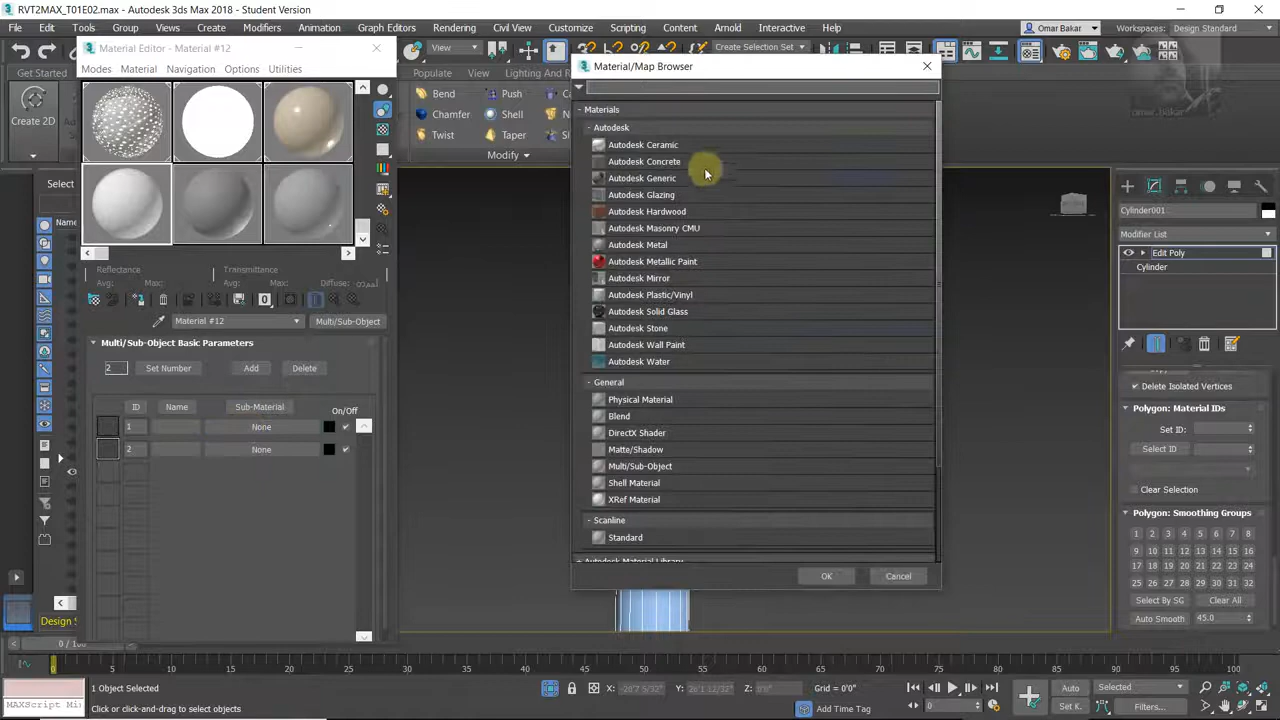 RVT2MAX_T01E02.max - Autodesk 3ds Max 2018 - Student Version
File Edit Tools Group Views Create Modifiers Animation Graph Editors Rendering Civil View Customize Scripting Content Arnold Interactive Help Omar Bakar Workspaces: Design Standard
View Create Selection Set
Get Started Populate View Lighting And R
Create 2D
Bend Push
Chamfer Shell
Twist Taper
Modify
Select
Name
Design S
Material Editor - Material #12
Modes Material Navigation Options Utilities
Reflectance Transmittance
Avg: Max: Avg: Max: Diffuse:
0
Material #12 Multi/Sub-Object
Multi/Sub-Object Basic Parameters
2 Set Number Add Delete
ID Name Sub-Material On/Off
1 None
2 None
Material/Map Browser
- Materials
- Autodesk
Autodesk Ceramic
Autodesk Concrete
Autodesk Generic
Autodesk Glazing
Autodesk Hardwood
Autodesk Masonry CMU
Autodesk Metal
Autodesk Metallic Paint
Autodesk Mirror
Autodesk Plastic/Vinyl
Autodesk Solid Glass
Autodesk Stone
Autodesk Wall Paint
Autodesk Water
- General
Physical Material
Blend
DirectX Shader
Matte/Shadow
Multi/Sub-Object
Shell Material
XRef Material
- Scanline
Standard
Autodesk Material Library
OK Cancel
Cylinder001
Modifier List
Edit Poly
Cylinder
Delete Isolated Vertices
Polygon: Material IDs
Set ID:
Select ID
Clear Selection
Polygon: Smoothing Groups
1 2 3 4 5 6 7 8
9 10 11 12 13 14 15 16
17 18 19 20 21 22 23 24
25 26 27 28 29 30 31 32
Select By SG Clear All
Auto Smooth 45.0
0 / 100
0 5 10 15 20 25 30 35 40 45 50 55 60 65 70 75 80 85 90 95 100
1 Object Selected
MAXScript Mi
Click or click-and-drag to select objects
Y: 26'1 12/32" Z: 0'0" Grid = 0'0"
Add Time Tag
0
Auto Selected
Set K. Filters...